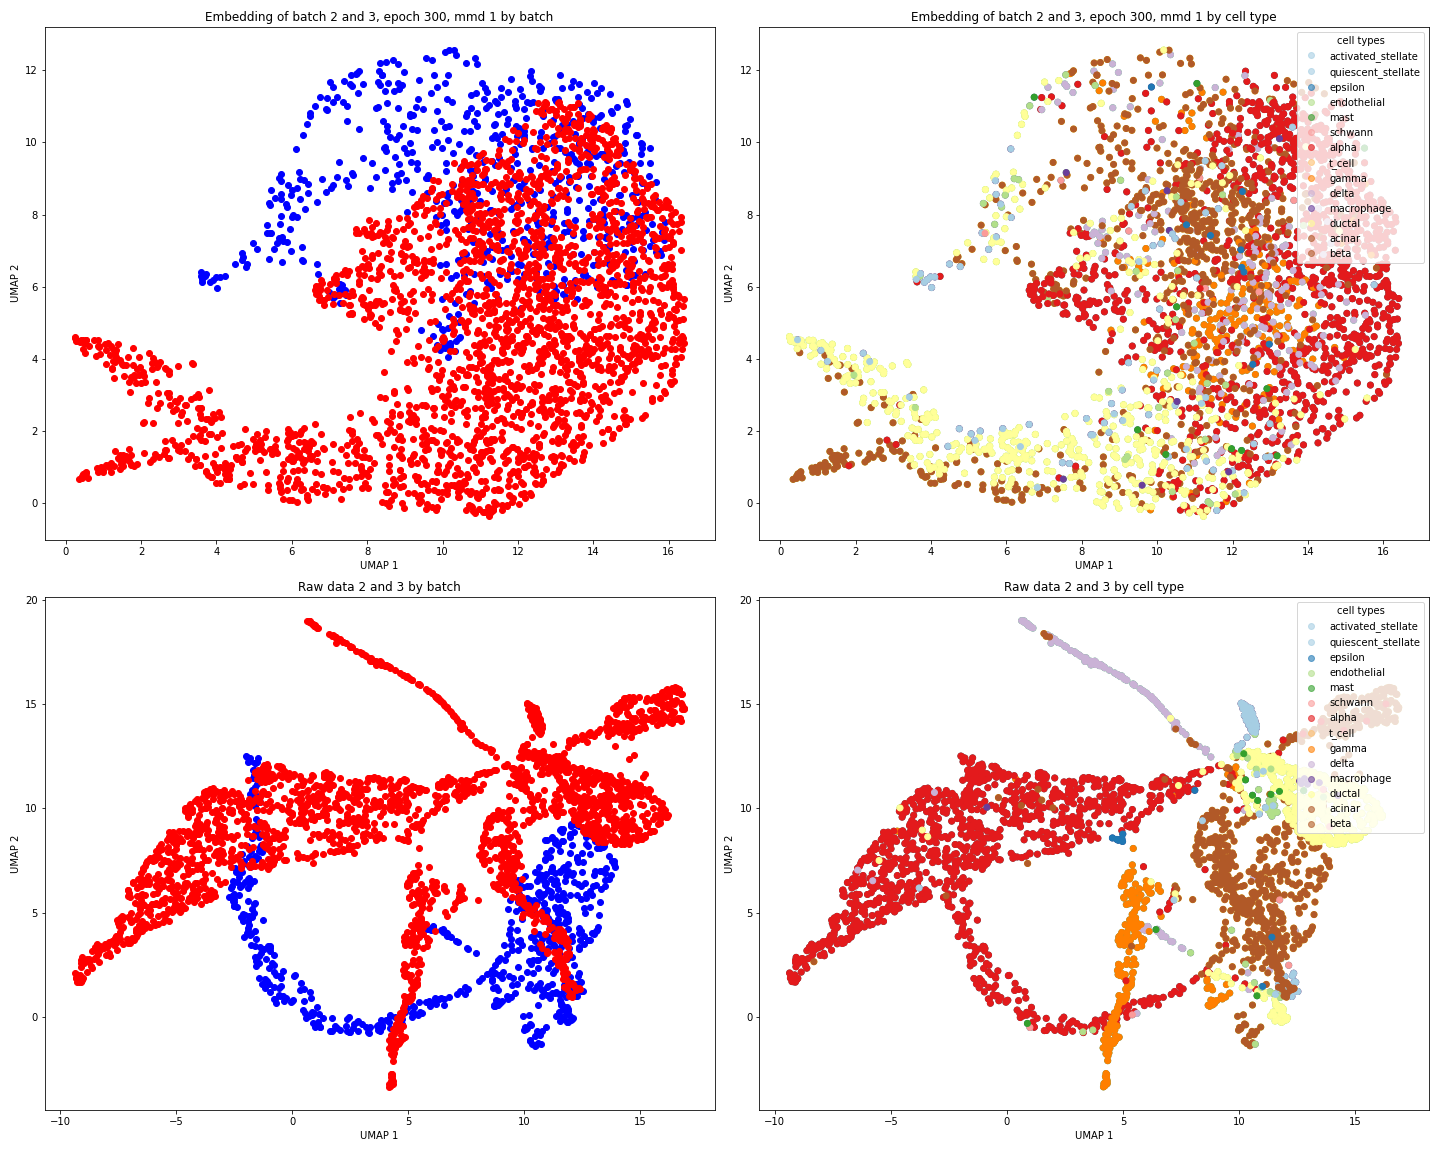 Embedding of batch 2 and 3, epoch 300, mmd 1 by batch
UMAP 2
12
10
8
6
4
2
0
0 2 4 6 8 10 12 14 16
UMAP 1
Embedding of batch 2 and 3, epoch 300, mmd 1 by cell type
UMAP 2
12
10
8
6
4
2
0
cell types
activated_stellate
quiescent_stellate
epsilon
endothelial
mast
schwann
alpha
t_cell
gamma
delta
macrophage
ductal
acinar
beta
0 2 4 6 8 10 12 14 16
UMAP 1
Raw data 2 and 3 by batch
UMAP 2
20
15
10
5
0
−10 −5 0 5 10 15
UMAP 1
Raw data 2 and 3 by cell type
UMAP 2
20
15
10
5
0
cell types
activated_stellate
quiescent_stellate
epsilon
endothelial
mast
schwann
alpha
t_cell
gamma
delta
macrophage
ductal
acinar
beta
−10 −5 0 5 10 15
UMAP 1